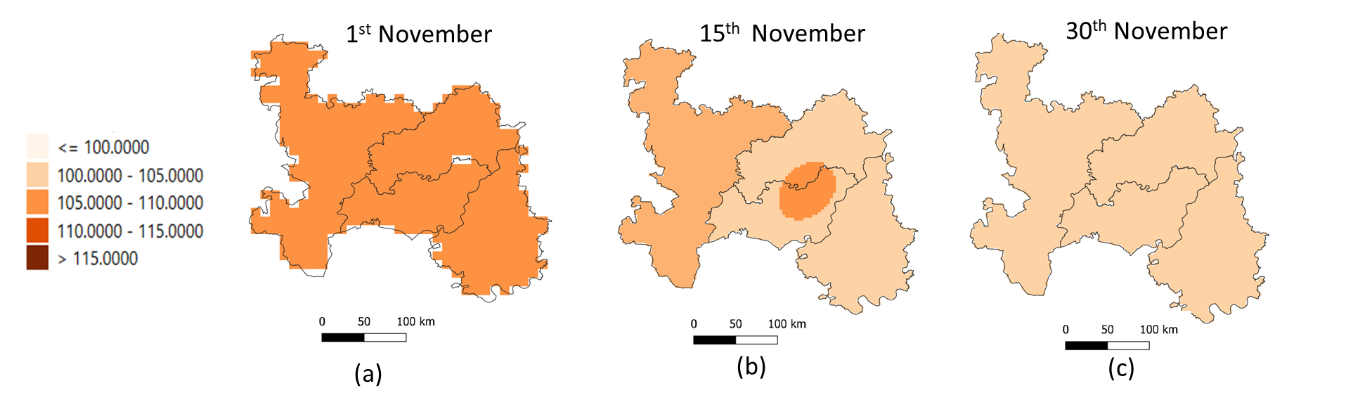 1st November
15th November
30th November
<= 100.0000
100.0000 - 105.0000
105.0000 - 110.0000
110.0000 - 115.0000
> 115.0000
0 50 100 km
0 50 100 km
0 50 100 km
(a)
(b)
(c)